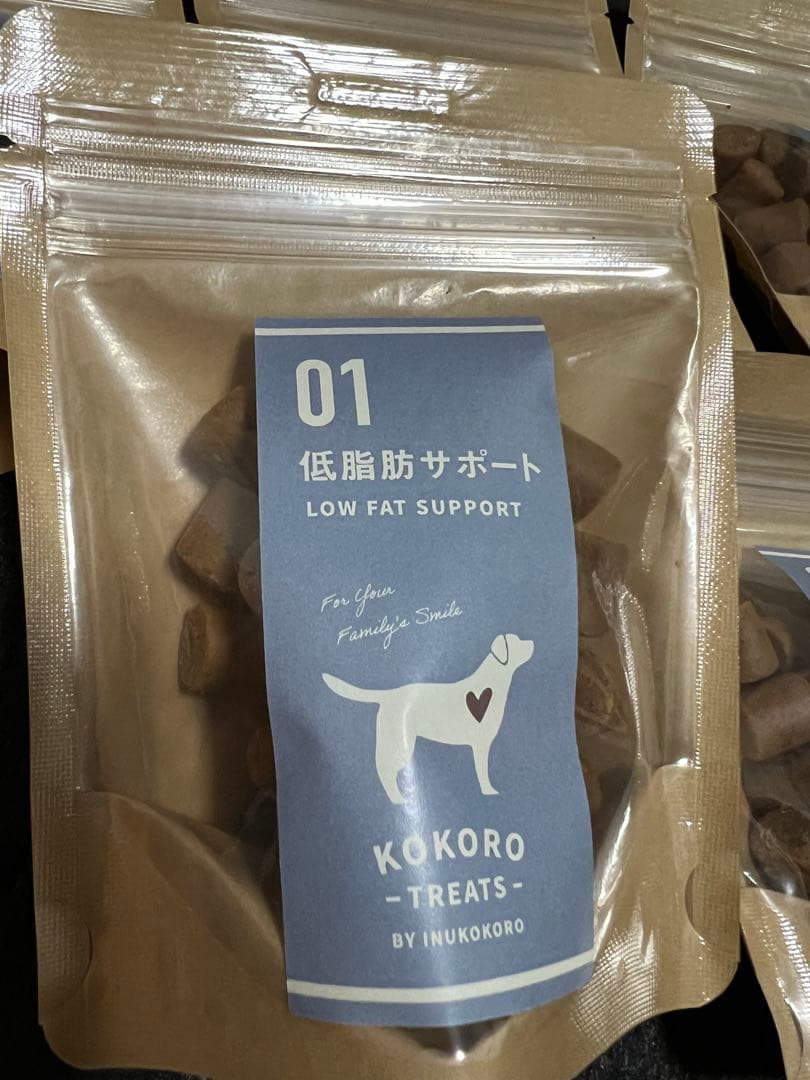 01
低脂肪サポート
LOW FAT SUPPORT
For Your
Family's Smile
KOKORO
-TREATS-
BY INUKOKORO